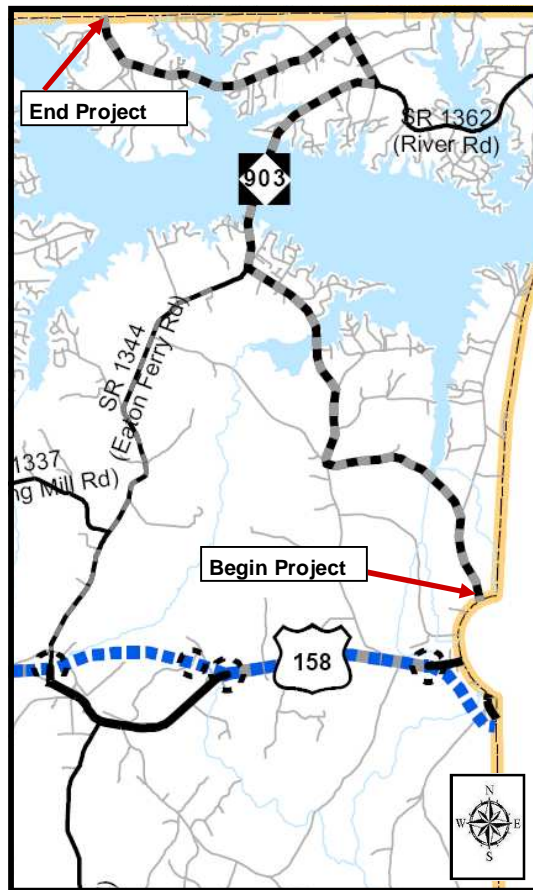 End Project
SR 1362
(River Rd)
903
SR 1344
(Eaton Ferry Rd)
1337
ng Mill Rd)
Begin Project
158
N
W E
S